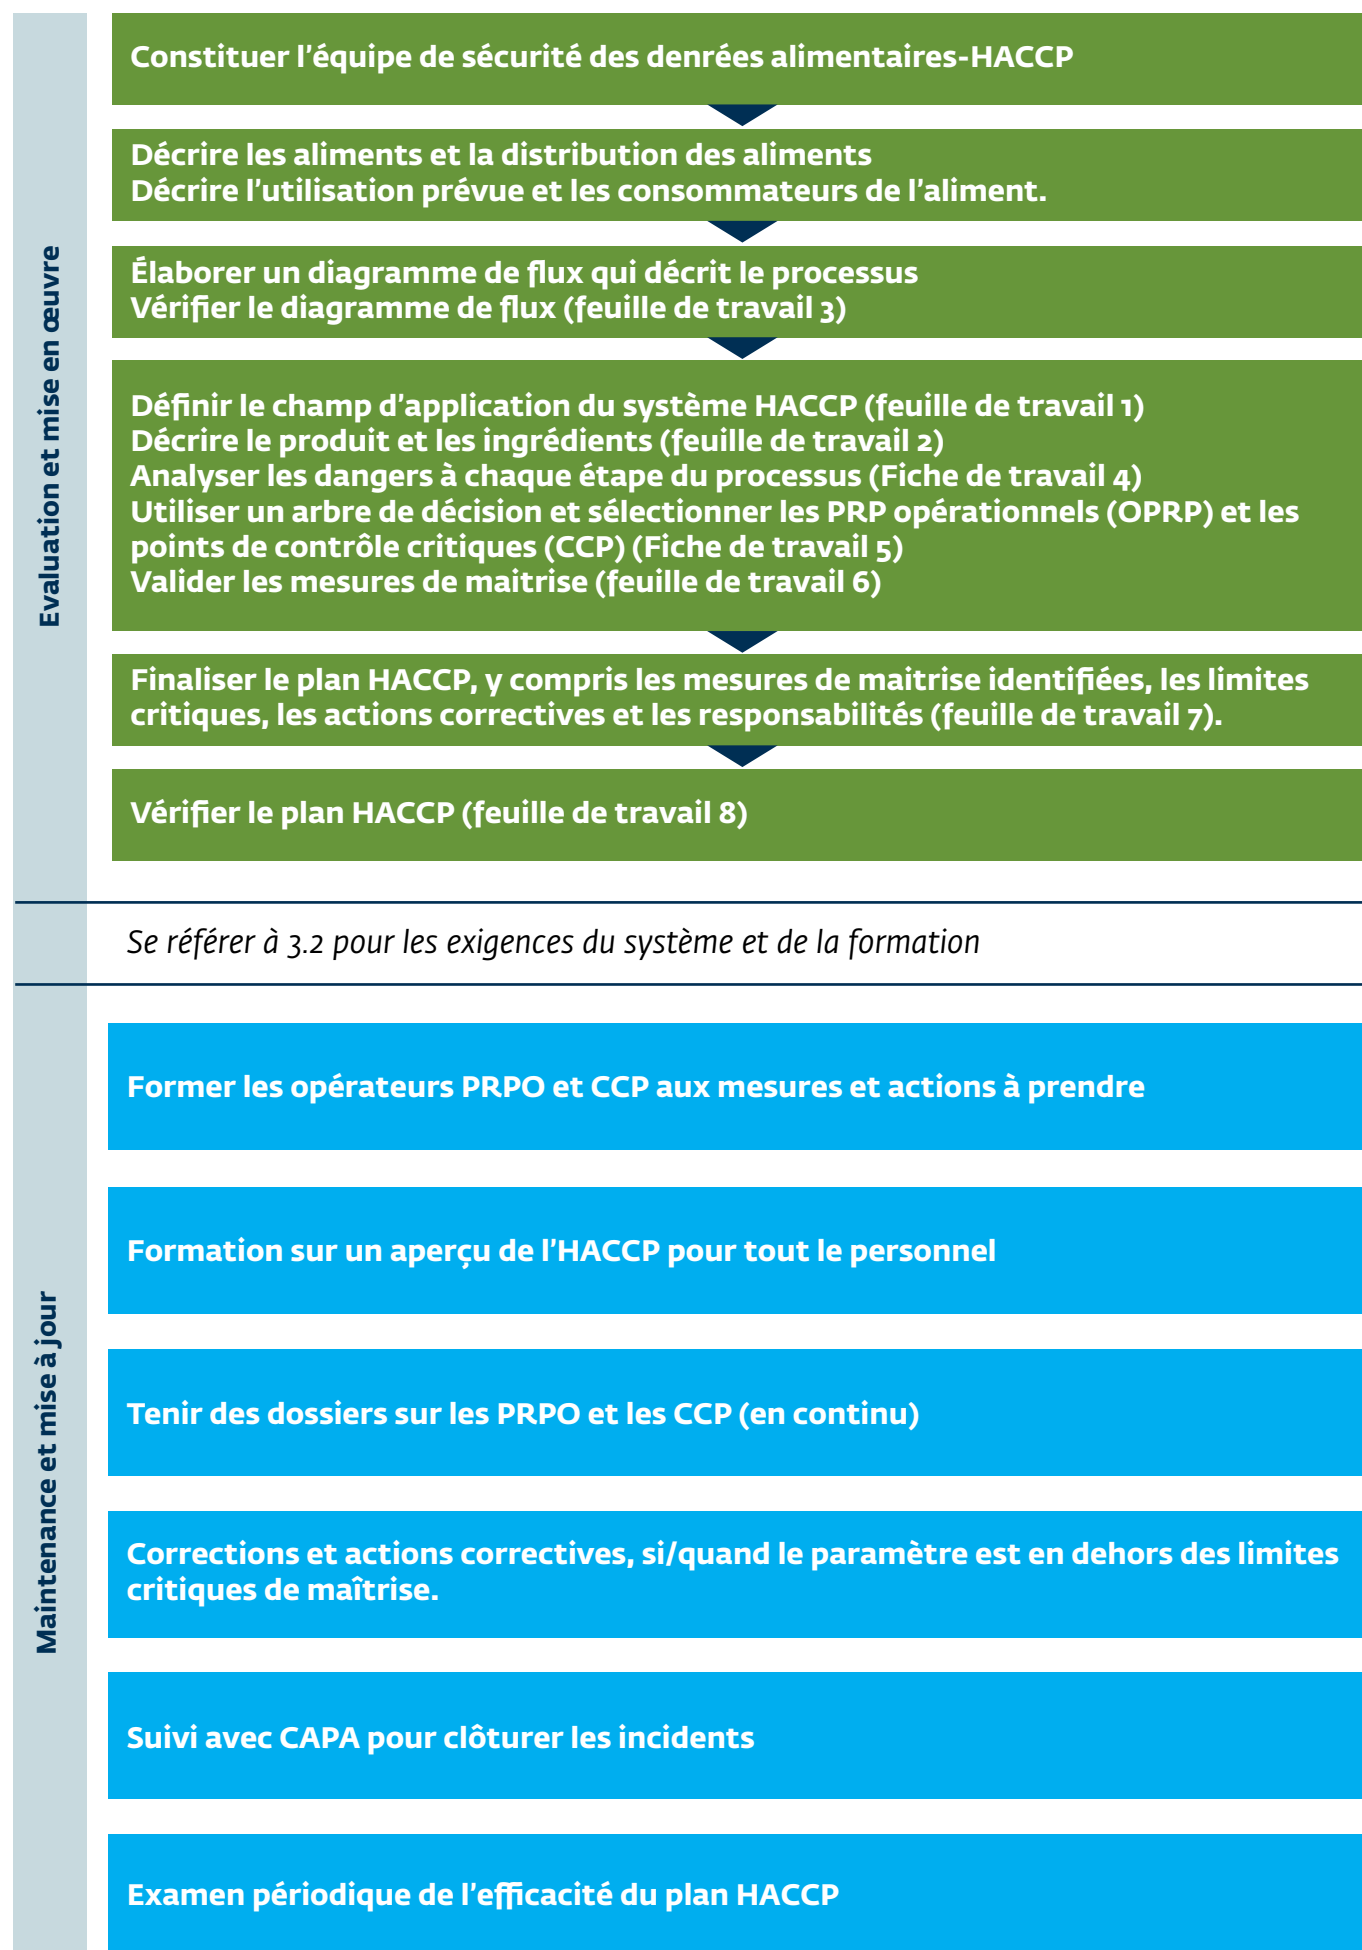 Evaluation et mise en œuvre
Constituer l'équipe de sécurité des denrées alimentaires-HACCP
Décrire les aliments et la distribution des aliments
Décrire l'utilisation prévue et les consommateurs de l'aliment.
Élaborer un diagramme de flux qui décrit le processus
Vérifier le diagramme de flux (feuille de travail 3)
Définir le champ d'application du système HACCP (feuille de travail 1)
Décrire le produit et les ingrédients (feuille de travail 2)
Analyser les dangers à chaque étape du processus (Fiche de travail 4)
Utiliser un arbre de décision et sélectionner les PRP opérationnels (OPRP) et les
points de contrôle critiques (CCP) (Fiche de travail 5)
Valider les mesures de maitrise (feuille de travail 6)
Finaliser le plan HACCP, y compris les mesures de maitrise identifiées, les limites
critiques, les actions correctives et les responsabilités (feuille de travail 7).
Vérifier le plan HACCP (feuille de travail 8)
Se référer à 3.2 pour les exigences du système et de la formation
Maintenance et mise à jour
Former les opérateurs PRPO et CCP aux mesures et actions à prendre
Formation sur un aperçu de l'HACCP pour tout le personnel
Tenir des dossiers sur les PRPO et les CCP (en continu)
Corrections et actions correctives, si/quand le paramètre est en dehors des limites
critiques de maîtrise.
Suivi avec CAPA pour clôturer les incidents
Examen périodique de l'efficacité du plan HACCP